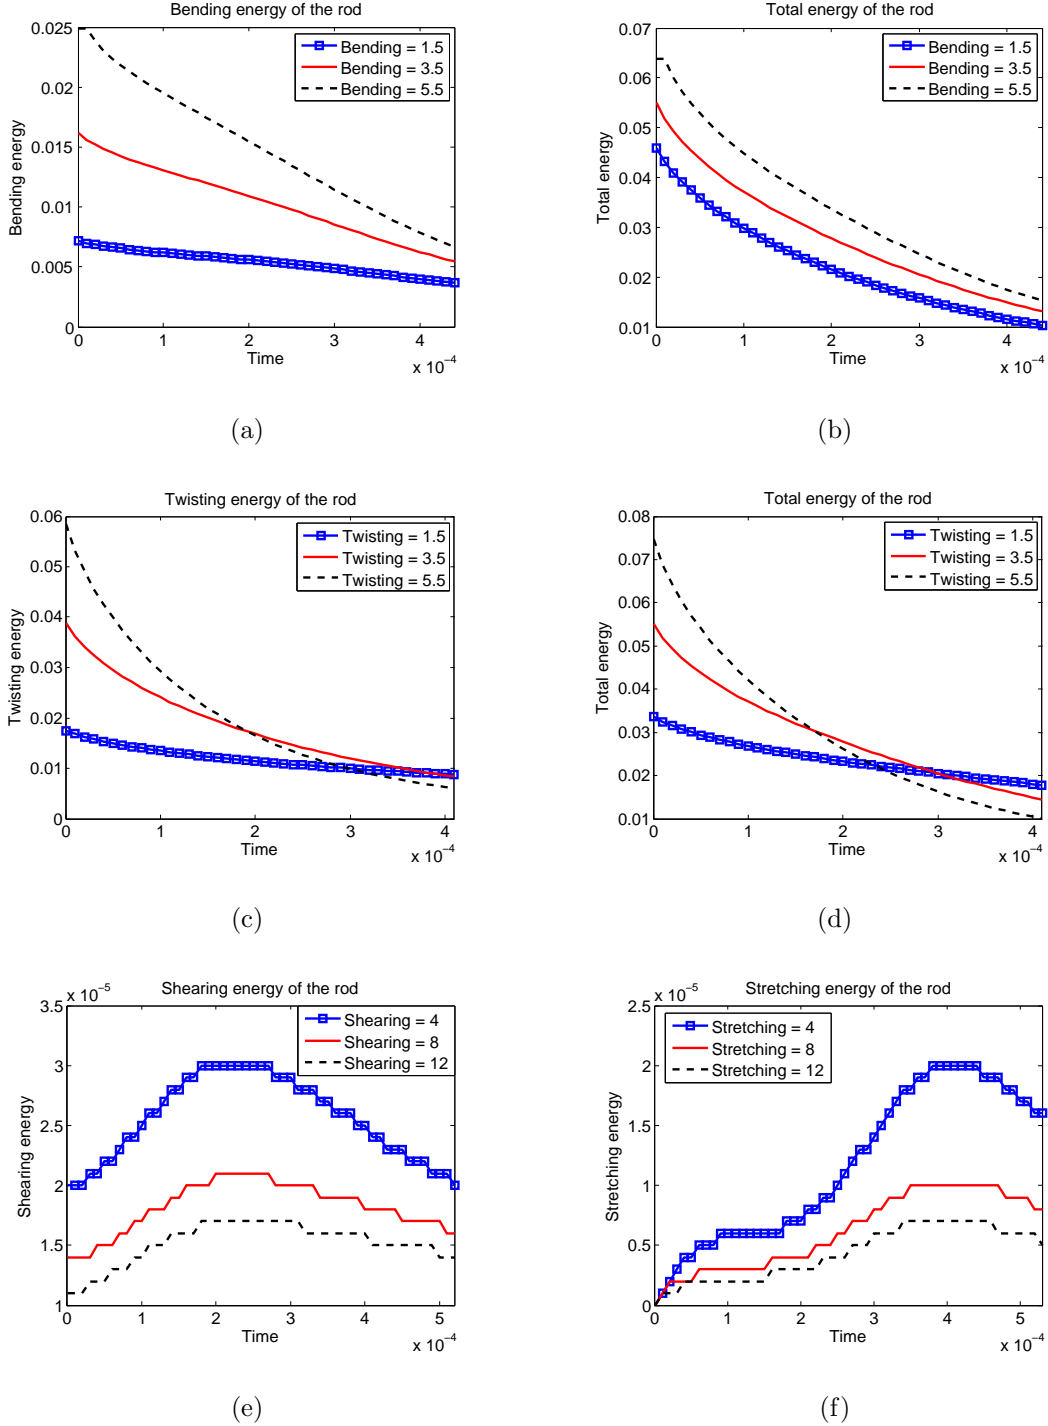 Bending energy of the rod
0.025
0.02
0.015
0.01
0.005
0
Bending energy
Bending = 1.5
Bending = 3.5
Bending = 5.5
0 1 2 3 4
Time
x 10⁻⁴
(a)
Total energy of the rod
0.07
0.06
0.05
0.04
0.03
0.02
0.01
Total energy
Bending = 1.5
Bending = 3.5
Bending = 5.5
0 1 2 3 4
Time
x 10⁻⁴
(b)
Twisting energy of the rod
0.06
0.05
0.04
0.03
0.02
0.01
0
Twisting energy
Twisting = 1.5
Twisting = 3.5
Twisting = 5.5
0 1 2 3 4
Time
x 10⁻⁴
(c)
Total energy of the rod
0.08
0.07
0.06
0.05
0.04
0.03
0.02
0.01
Total energy
Twisting = 1.5
Twisting = 3.5
Twisting = 5.5
0 1 2 3 4
Time
x 10⁻⁴
(d)
x 10⁻⁵
Shearing energy of the rod
3.5
3
2.5
2
1.5
1
Shearing energy
Shearing = 4
Shearing = 8
Shearing = 12
0 1 2 3 4 5
Time
x 10⁻⁴
(e)
x 10⁻⁵
Stretching energy of the rod
2.5
2
1.5
1
0.5
0
Stretching energy
Stretching = 4
Stretching = 8
Stretching = 12
0 1 2 3 4 5
Time
x 10⁻⁴
(f)